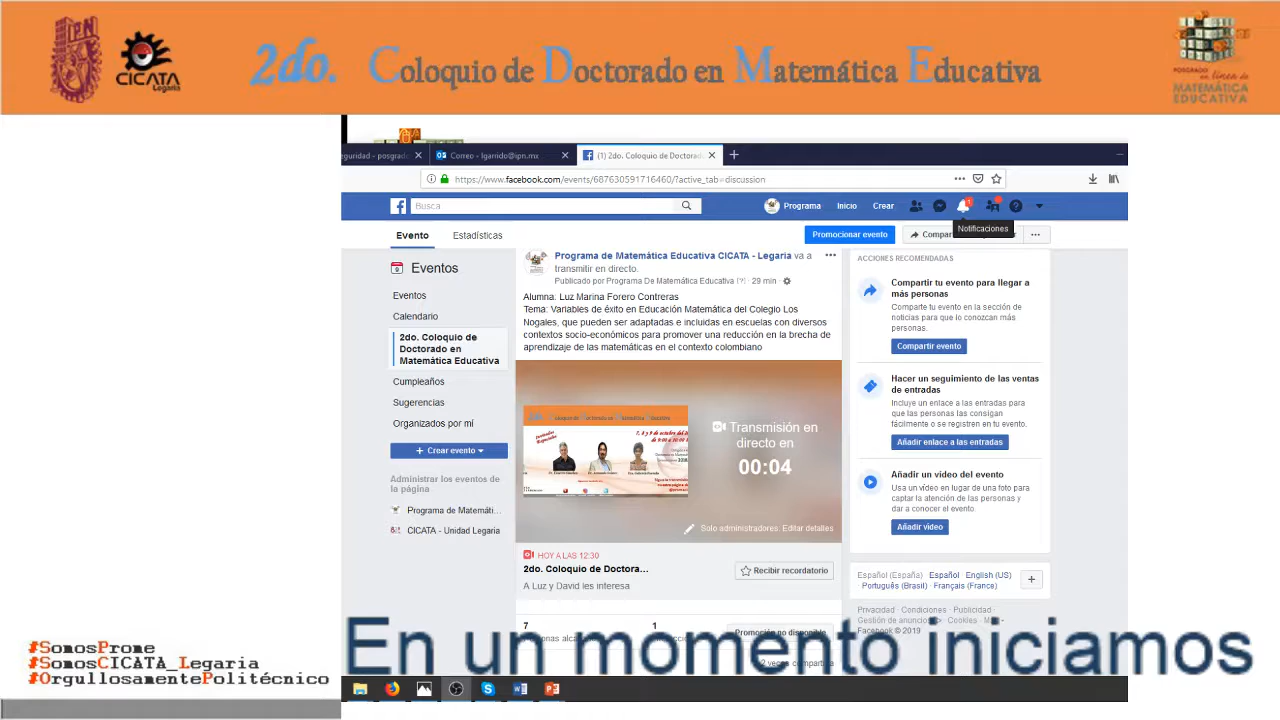 IPN
CICATA
Legaria
2do. Coloquio de Doctorado en Matemática Educativa
POSGRADO en línea de
MATEMÁTICA
EDUCATIVA
Correo - lgarrido@ipn.mx
(1) 2do. Coloquio de Doctorado
https://www.facebook.com/events/687630591716460/?active_tab=discussion
Busca
Programa
Inicio
Crear
1
Notificaciones
Evento
Estadísticas
Promocionar evento
Eventos
Eventos
Calendario
2do. Coloquio de
Doctorado en
Matemática Educativa
Cumpleaños
Sugerencias
Organizados por mí
+ Crear evento
Administrar los eventos de
la página
Programa de Matemáti...
CICATA - Unidad Legaria
Programa de Matemática Educativa CICATA - Legaria va a
transmitir en directo.
Publicado por Programa De Matemática Educativa [?] · 29 min ·
Alumna: Luz Marina Forero Contreras
Tema: Variables de éxito en Educación Matemática del Colegio Los
Nogales, que pueden ser adaptadas e incluidas en escuelas con diversos
contextos socio-económicos para promover una reducción en la brecha de
aprendizaje de las matemáticas en el contexto colombiano
Transmisión en
directo en
00:04
Solo administradores: Editar detalles
HOY A LAS 12:30
2do. Coloquio de Doctora...
A Luz y David les interesa
Recibir recordatorio
7
1
Promoción no disponible
ACCIONES RECOMENDADAS
Compartir tu evento para llegar a
más personas
Comparte tu evento en la sección de
noticias para que lo conozcan más
personas.
Compartir evento
Hacer un seguimiento de las ventas
de entradas
Incluye un enlace a las entradas para
que las personas las consigan
fácilmente o se registren en tu evento.
Añadir enlace a las entradas
Añadir un vídeo del evento
Usa un vídeo en lugar de una foto para
captar la atención de las personas y
dar a conocer el evento.
Añadir vídeo
Español (España) Español English (US)
Português (Brasil) Français (France)
Privacidad · Condiciones · Publicidad ·
Gestión de anuncios · Cookies ·
Facebook © 2019
En un momento iniciamos
#SomosProme
#SomosCICATA_Legaria
#OrgullosamentePolitécnico